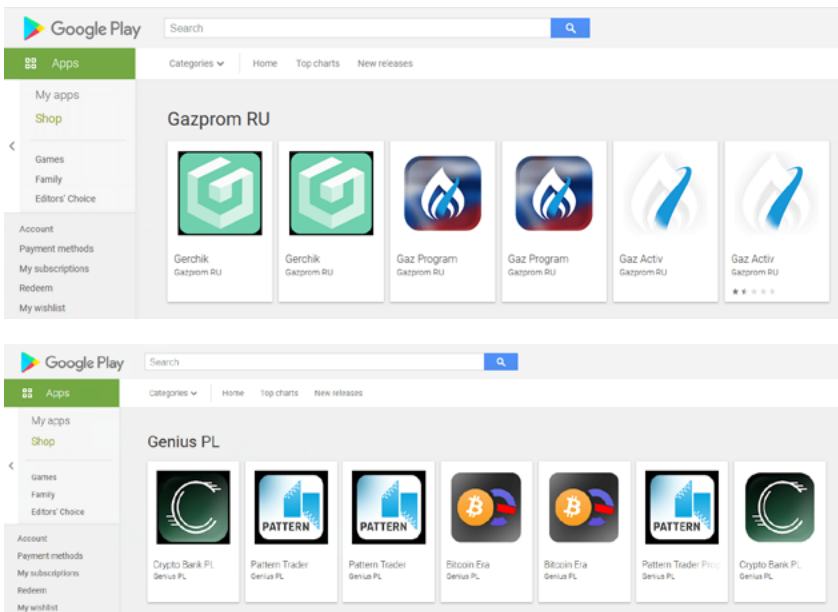 Google Play
Search
Apps
Categories
Home
Top charts
New releases
My apps
Shop
Games
Family
Editors' Choice
Account
Payment methods
My subscriptions
Redeem
My wishlist
Gazprom RU
Gerchik
Gazprom RU
Gerchik
Gazprom RU
Gaz Program
Gazprom RU
Gaz Program
Gazprom RU
Gaz Activ
Gazprom RU
Gaz Activ
Gazprom RU
Google Play
Search
Apps
Categories
Home
Top charts
New releases
My apps
Shop
Games
Family
Editors' Choice
Account
Payment methods
My subscriptions
Redeem
My wishlist
Genius PL
Crypto Bank PL
Genius PL
PATTERN
Pattern Trader
Genius PL
PATTERN
Pattern Trader
Genius PL
Bitcoin Era
Genius PL
Bitcoin Era
Genius PL
PATTERN
Pattern Trader
Genius PL
Crypto Bank PL
Genius PL